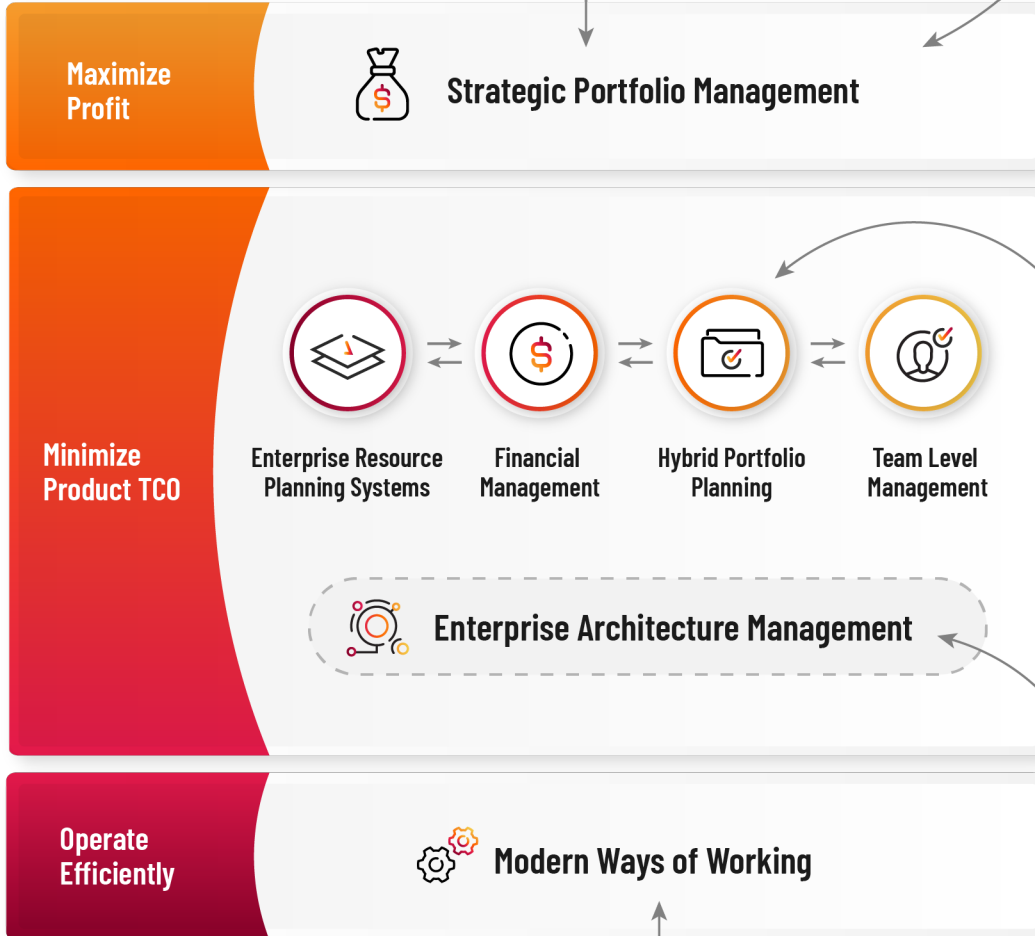 Maximize
Profit
Strategic Portfolio Management
Minimize
Product TCO
Enterprise Resource
Planning Systems
Financial
Management
Hybrid Portfolio
Planning
Team Level
Management
Enterprise Architecture Management
Operate
Efficiently
Modern Ways of Working